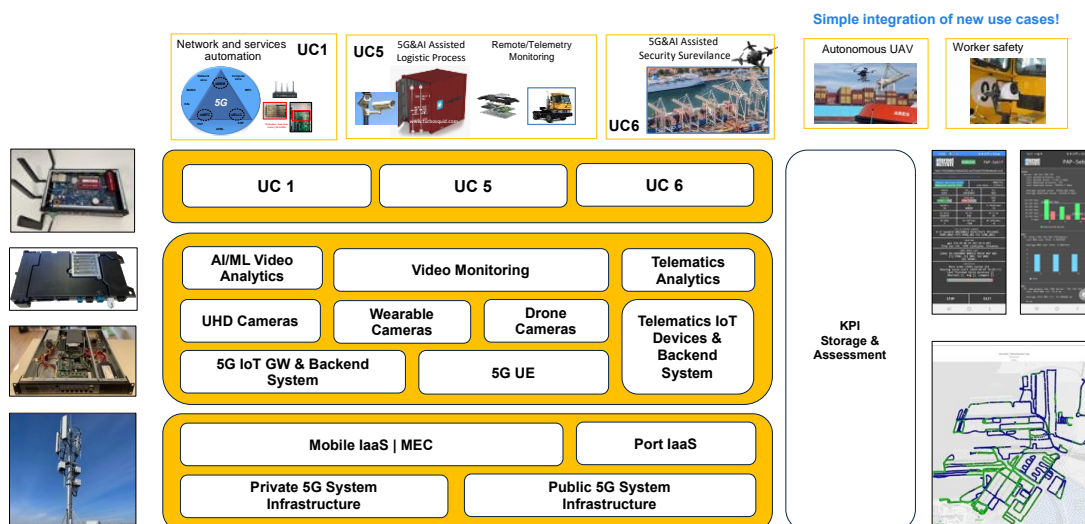 Simple integration of new use cases!
Network and services
automation
UC1
5G
UC5
5G&AI Assisted
Logistic Process
Remote/Telemetry
Monitoring
5G&AI Assisted
Security Surevilance
UC6
Autonomous UAV
Worker safety
UC 1
UC 5
UC 6
AI/ML Video
Analytics
Video Monitoring
Telematics
Analytics
UHD Cameras
Wearable
Cameras
Drone
Cameras
Telematics IoT
Devices &
Backend
System
5G IoT GW & Backend
System
5G UE
KPI
Storage &
Assessment
Mobile IaaS | MEC
Port IaaS
Private 5G System
Infrastructure
Public 5G System
Infrastructure